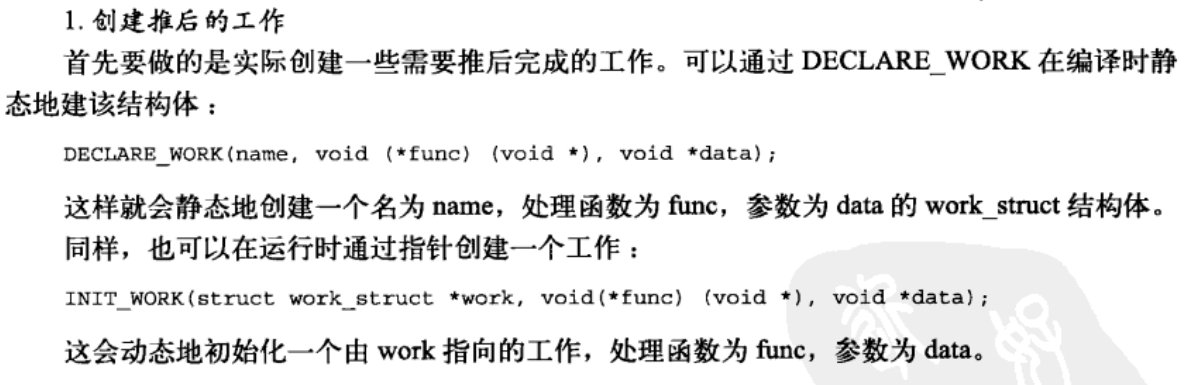 1. 创建推后的工作
首先要做的是实际创建一些需要推后完成的工作。可以通过 DECLARE_WORK 在编译时静
态地建该结构体：
DECLARE_WORK(name, void (*func) (void *), void *data);
这样就会静态地创建一个名为 name，处理函数为 func，参数为 data 的 work_struct 结构体。
同样，也可以在运行时通过指针创建一个工作：
INIT_WORK(struct work_struct *work, void(*func) (void *), void *data);
这会动态地初始化一个由 work 指向的工作，处理函数为 func，参数为 data。